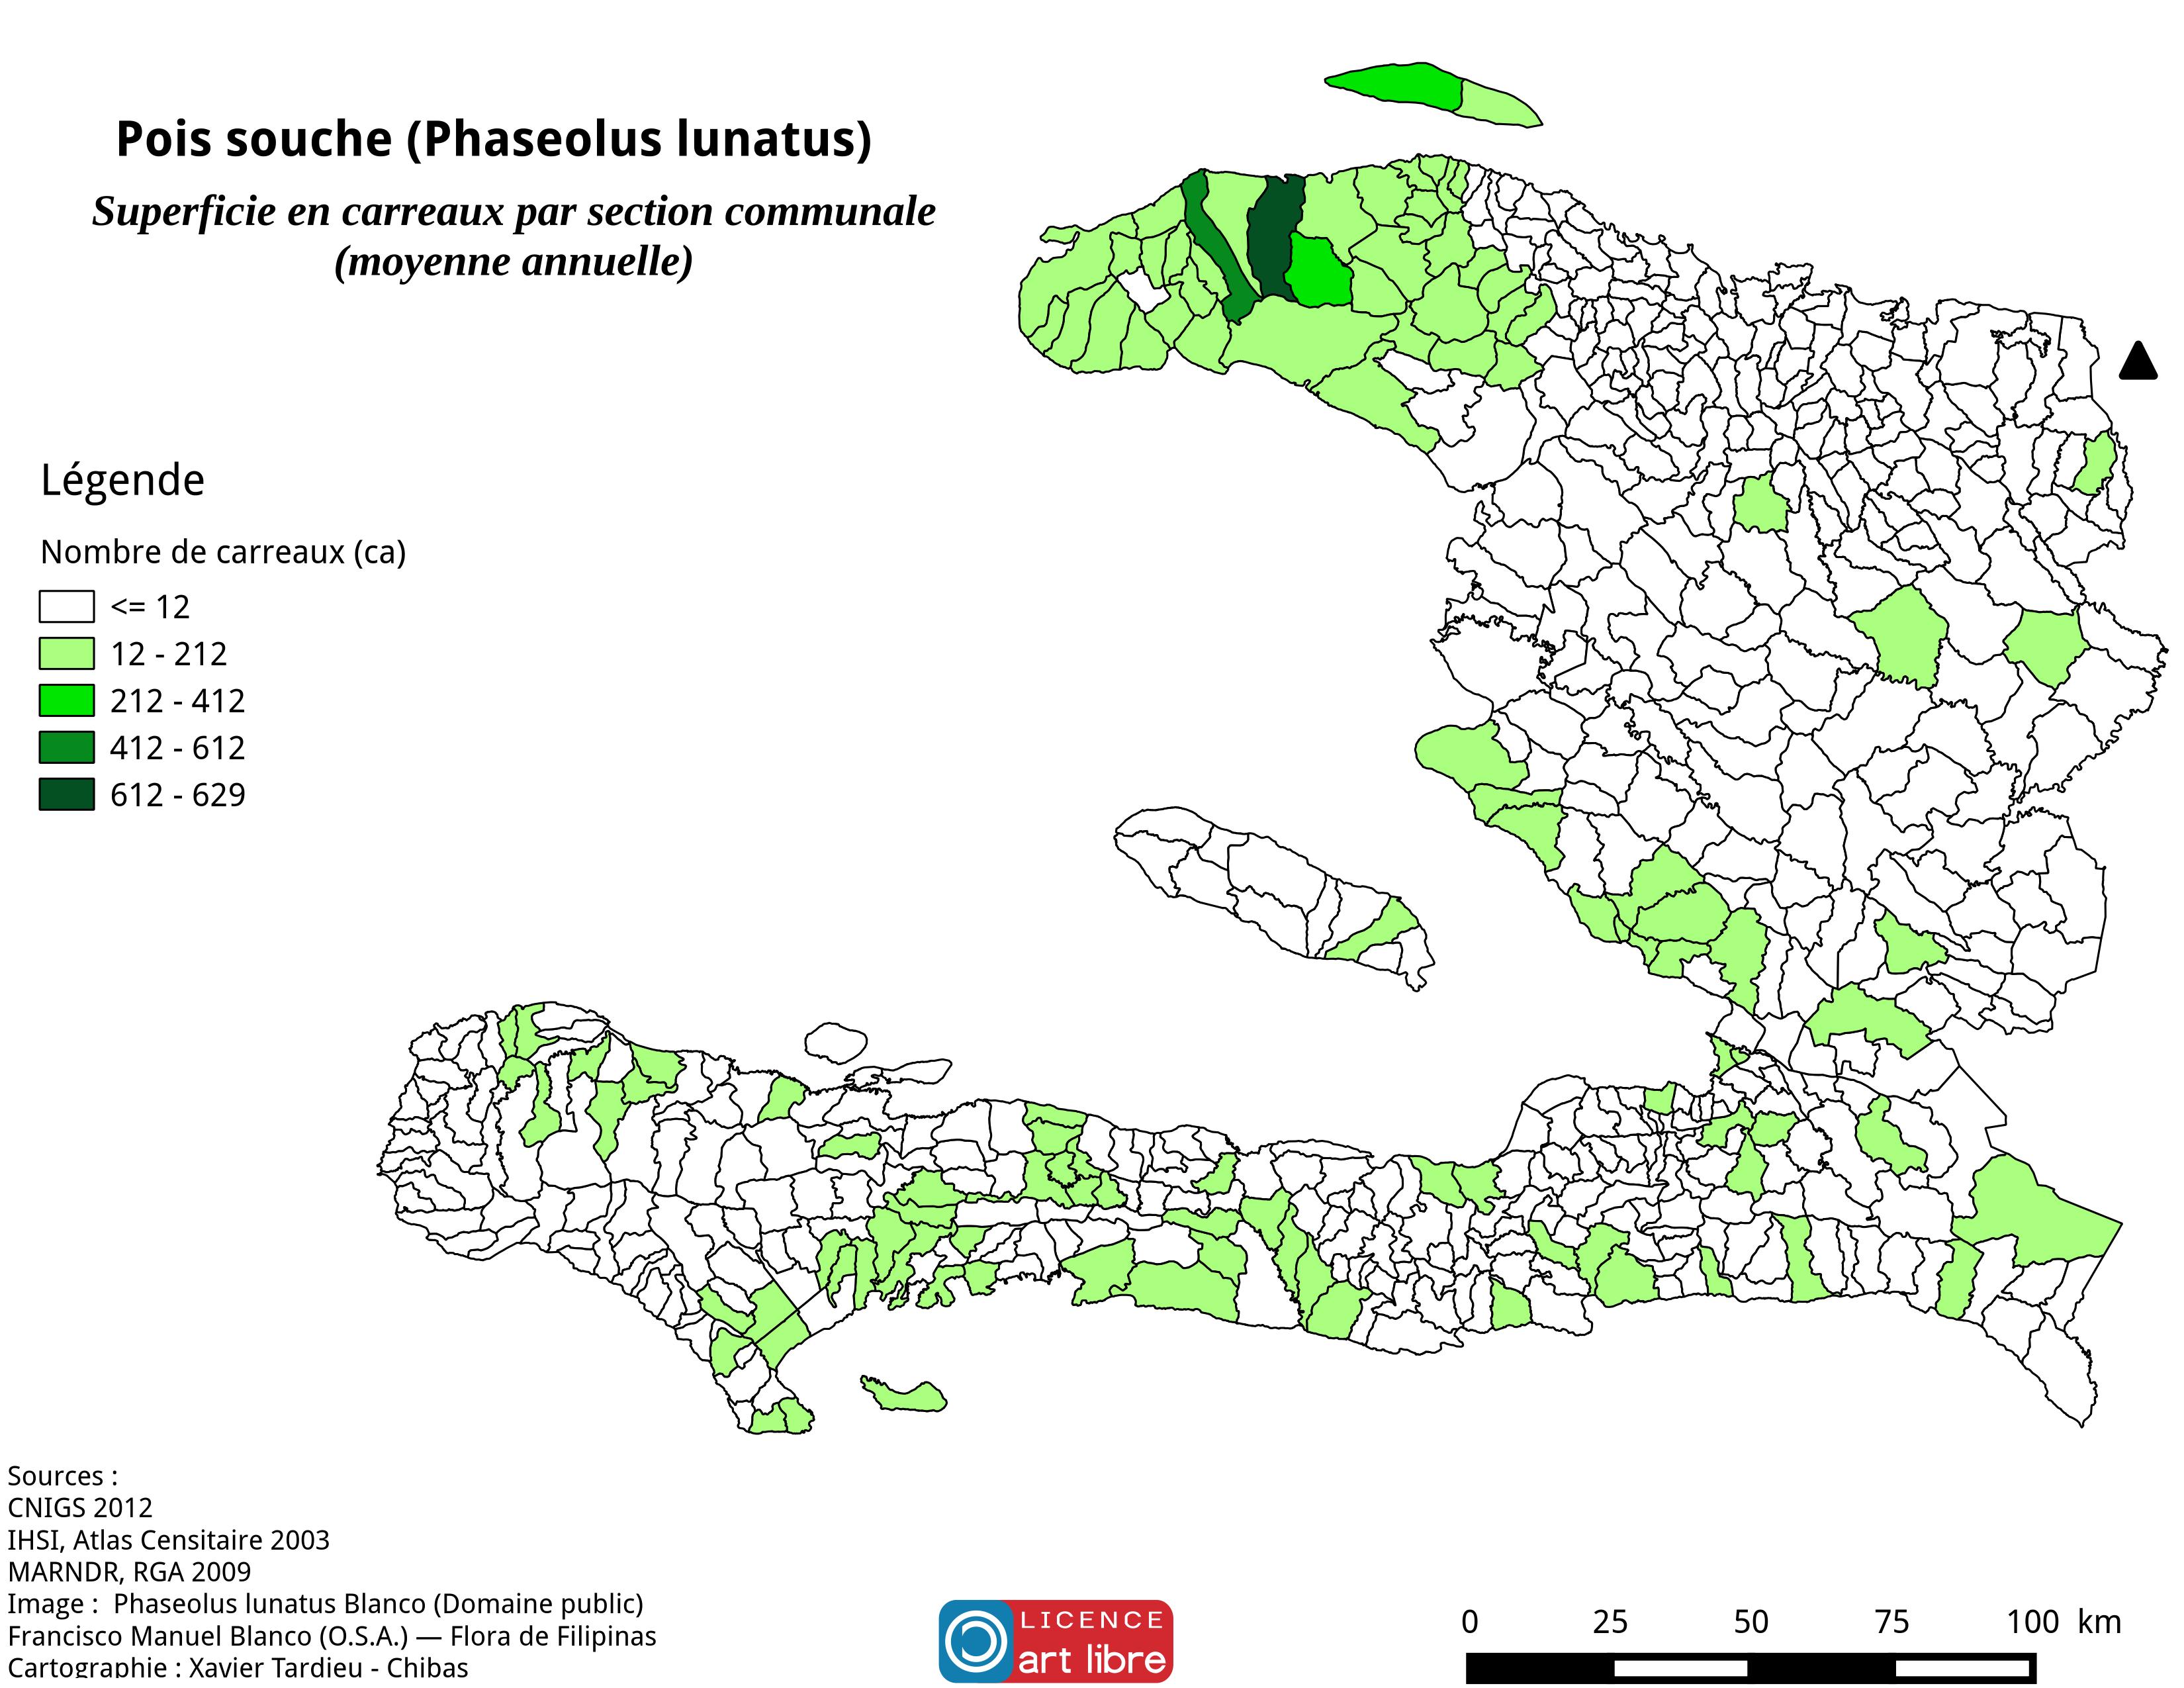 Pois souche (Phaseolus lunatus)
Superficie en carreaux par section communale
(moyenne annuelle)
Légende
Nombre de carreaux (ca)
<= 12
12 - 212
212 - 412
412 - 612
612 - 629
Sources :
CNIGS 2012
IHSI, Atlas Censitaire 2003
MARNDR, RGA 2009
Image :  Phaseolus lunatus Blanco (Domaine public)
Francisco Manuel Blanco (O.S.A.) — Flora de Filipinas
Cartographie : Xavier Tardieu - Chibas
LICENCE
art libre
0 25 50 75 100 km